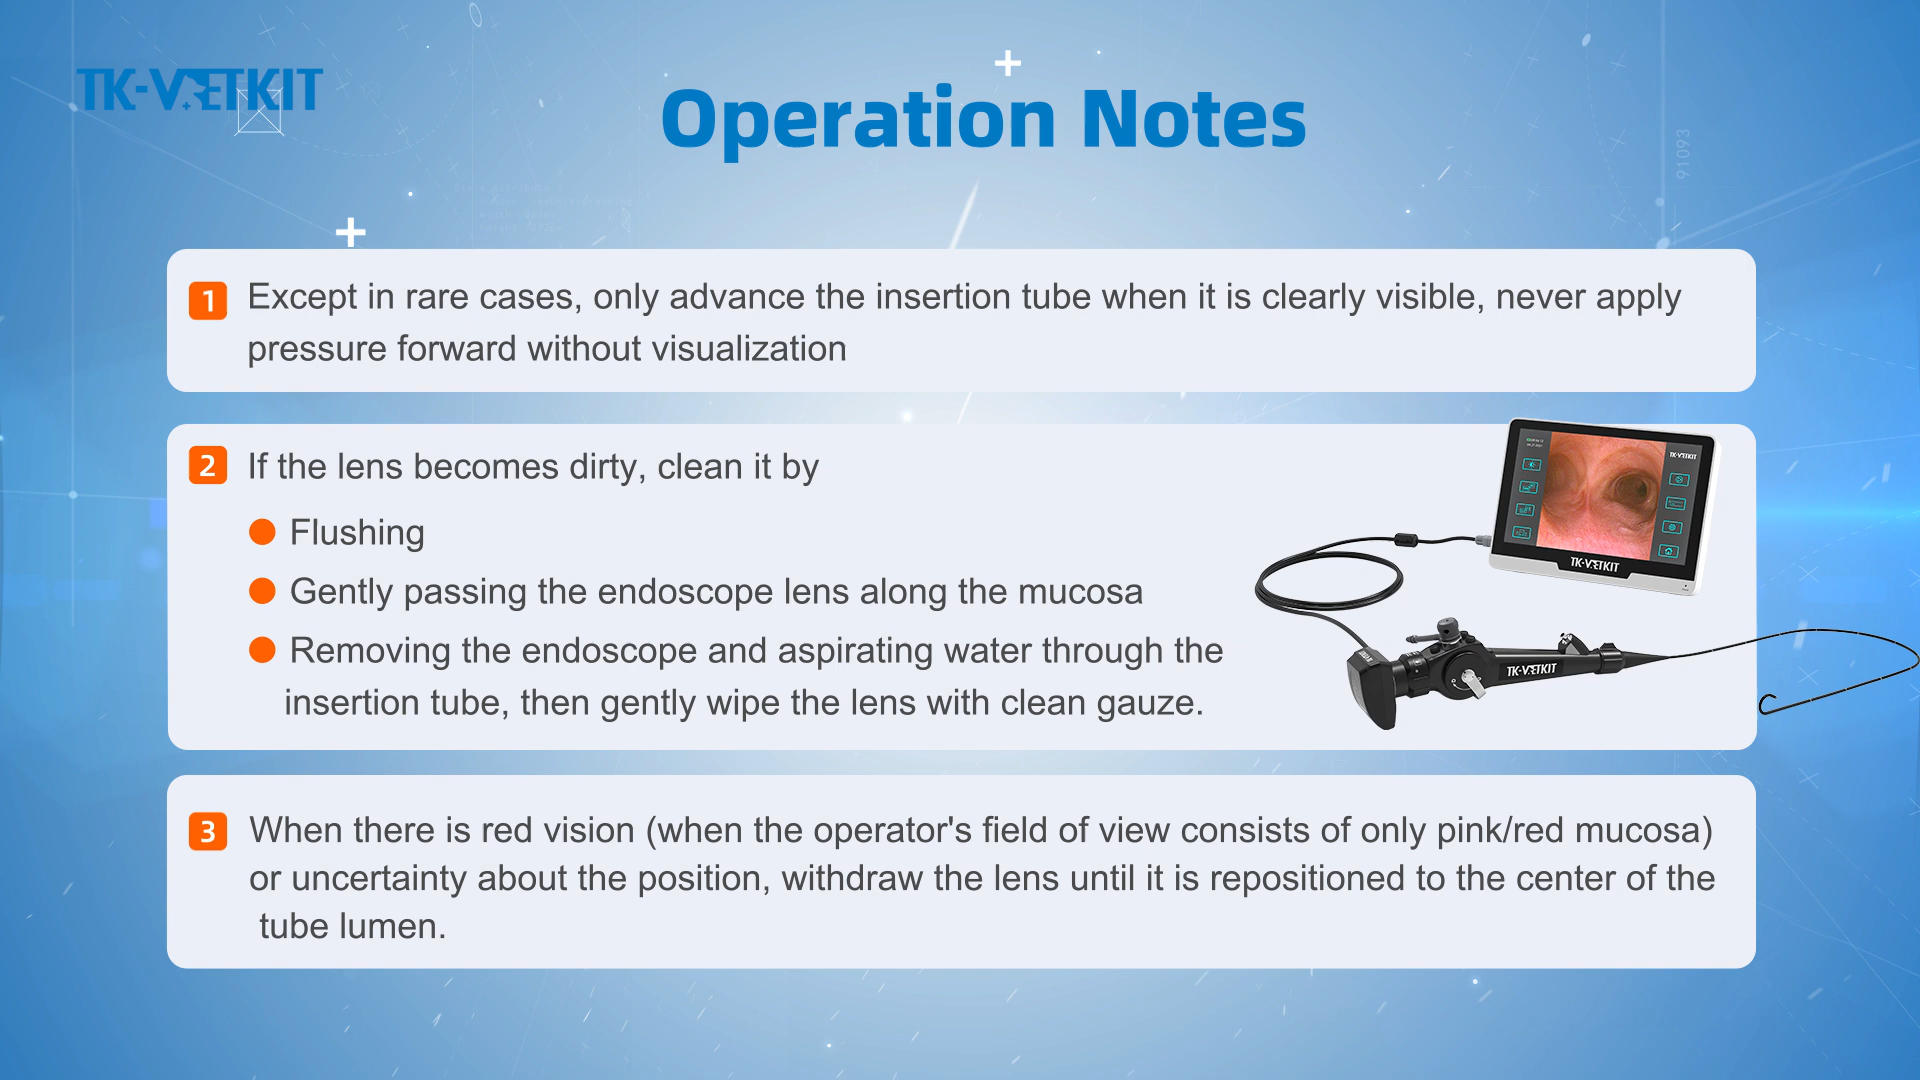 TK-VETKIT
Operation Notes
91093
1 Except in rare cases, only advance the insertion tube when it is clearly visible, never apply
pressure forward without visualization
2 If the lens becomes dirty, clean it by
Flushing
Gently passing the endoscope lens along the mucosa
Removing the endoscope and aspirating water through the
insertion tube, then gently wipe the lens with clean gauze.
TK-VETKIT
TK-VETKIT
TK-VETKIT
3 When there is red vision (when the operator's field of view consists of only pink/red mucosa)
or uncertainty about the position, withdraw the lens until it is repositioned to the center of the
tube lumen.